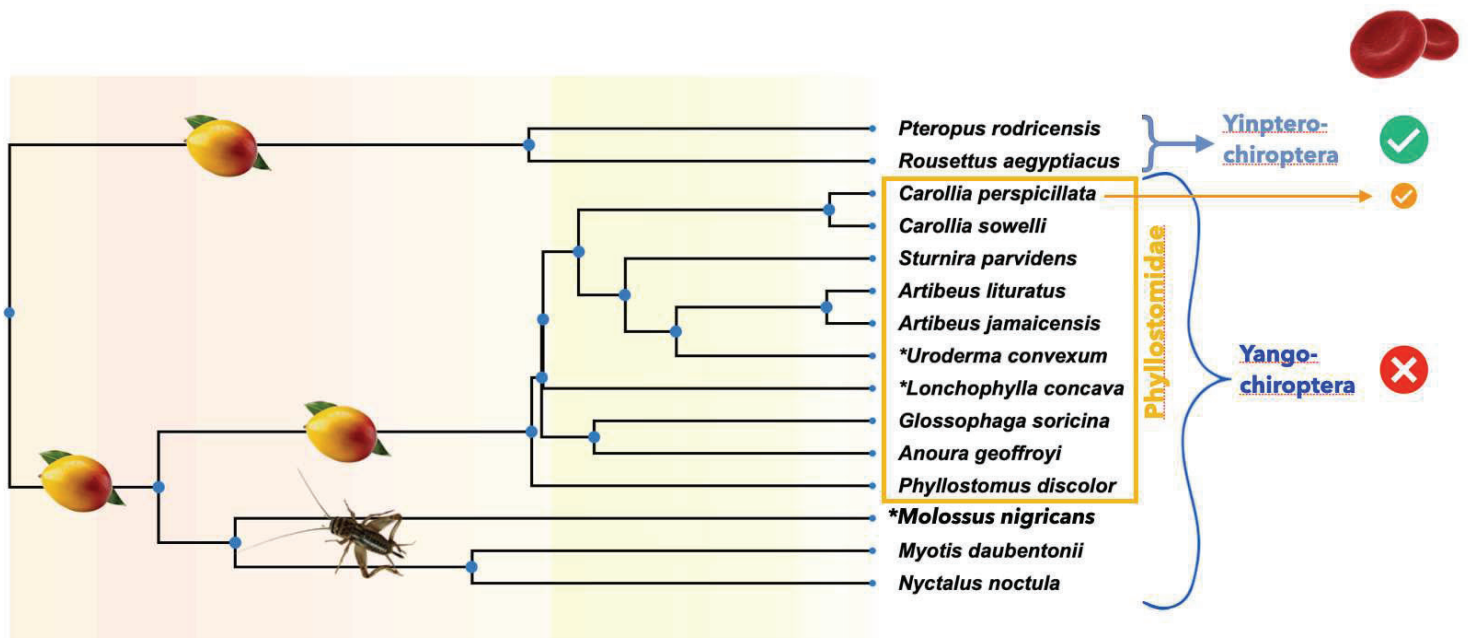 Pteropus rodricensis
Rousettus aegyptiacus
Yinptero-
chiroptera
Carollia perspicillata
Carollia sowelli
Sturnira parvidens
Artibeus lituratus
Artibeus jamaicensis
*Uroderma convexum
*Lonchophylla concava
Glossophaga soricina
Anoura geoffroyi
Phyllostomus discolor
Phyllostomidae
Yango-
chiroptera
*Molossus nigricans
Myotis daubentonii
Nyctalus noctula